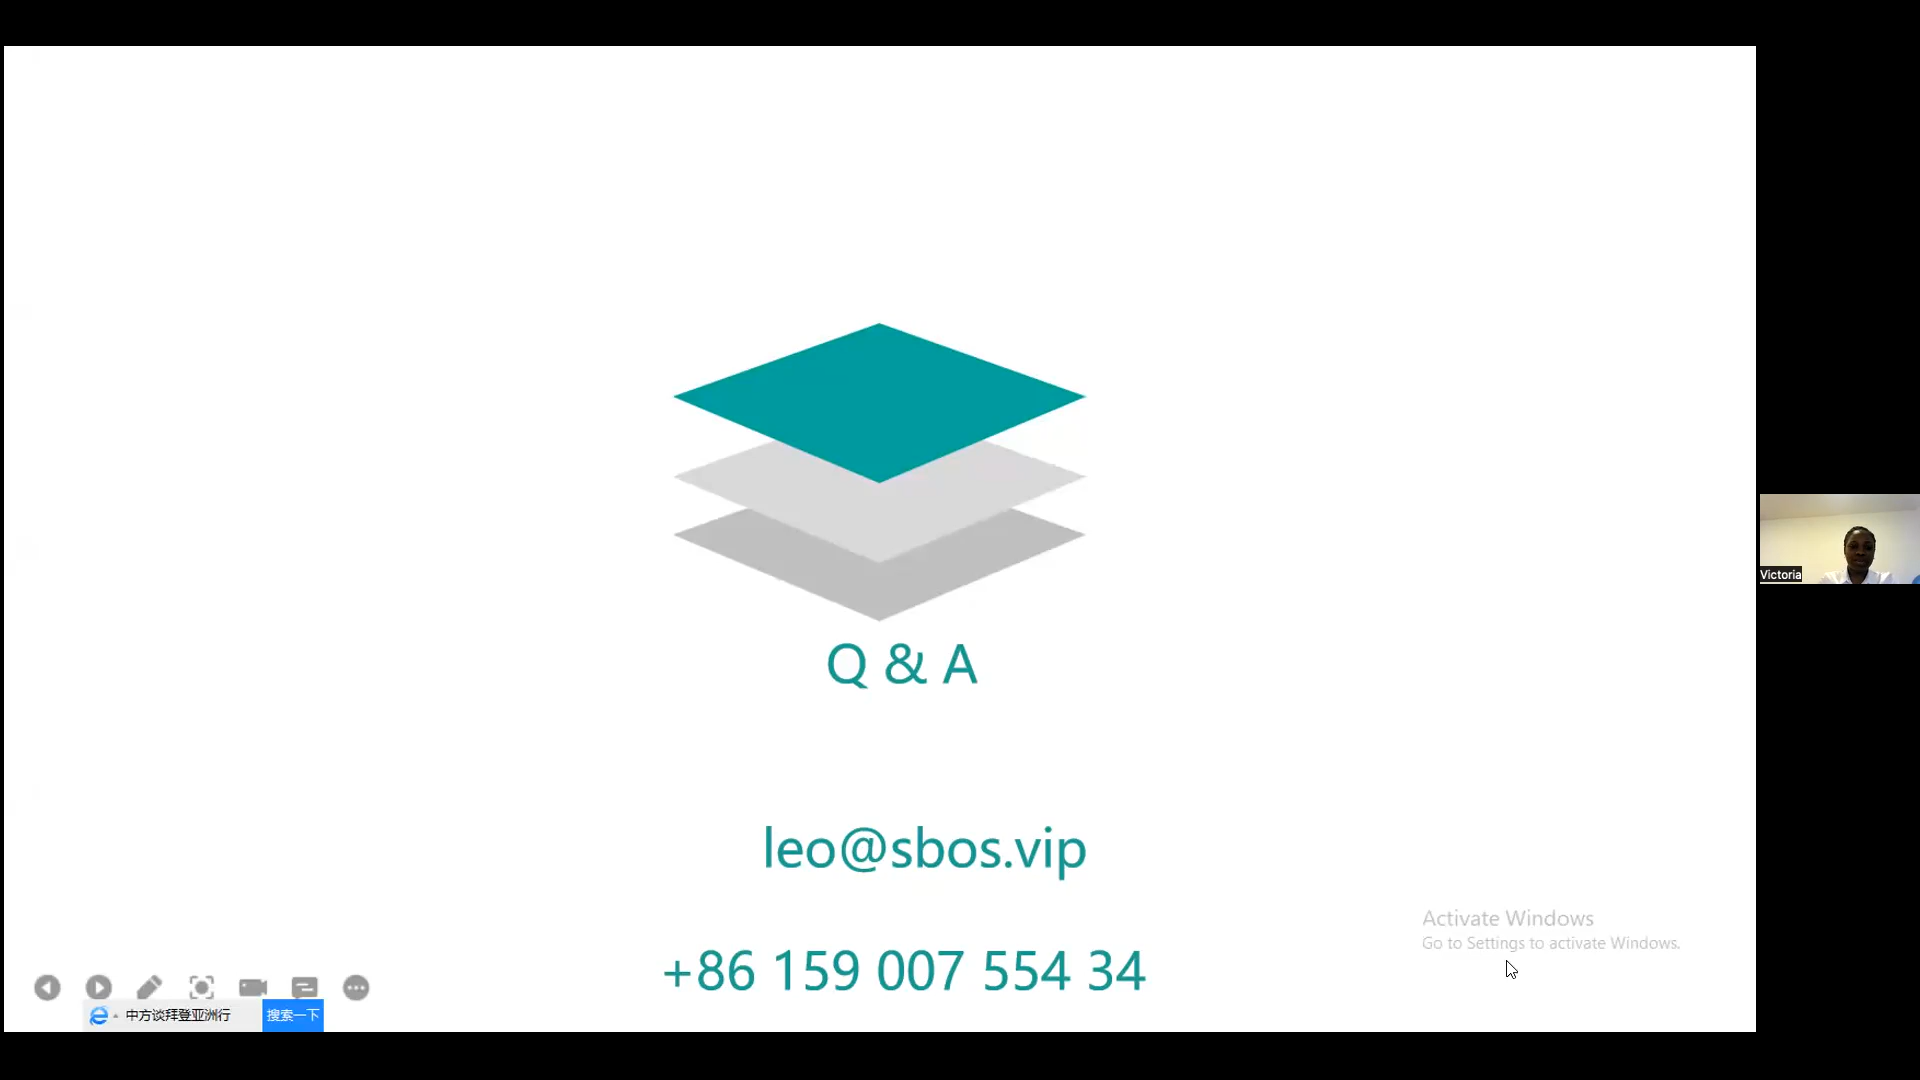 Q & A
leo@sbos.vip
+86 159 007 554 34
Activate Windows
Go to Settings to activate Windows.
Victoria
中方谈拜登亚洲行 搜索一下